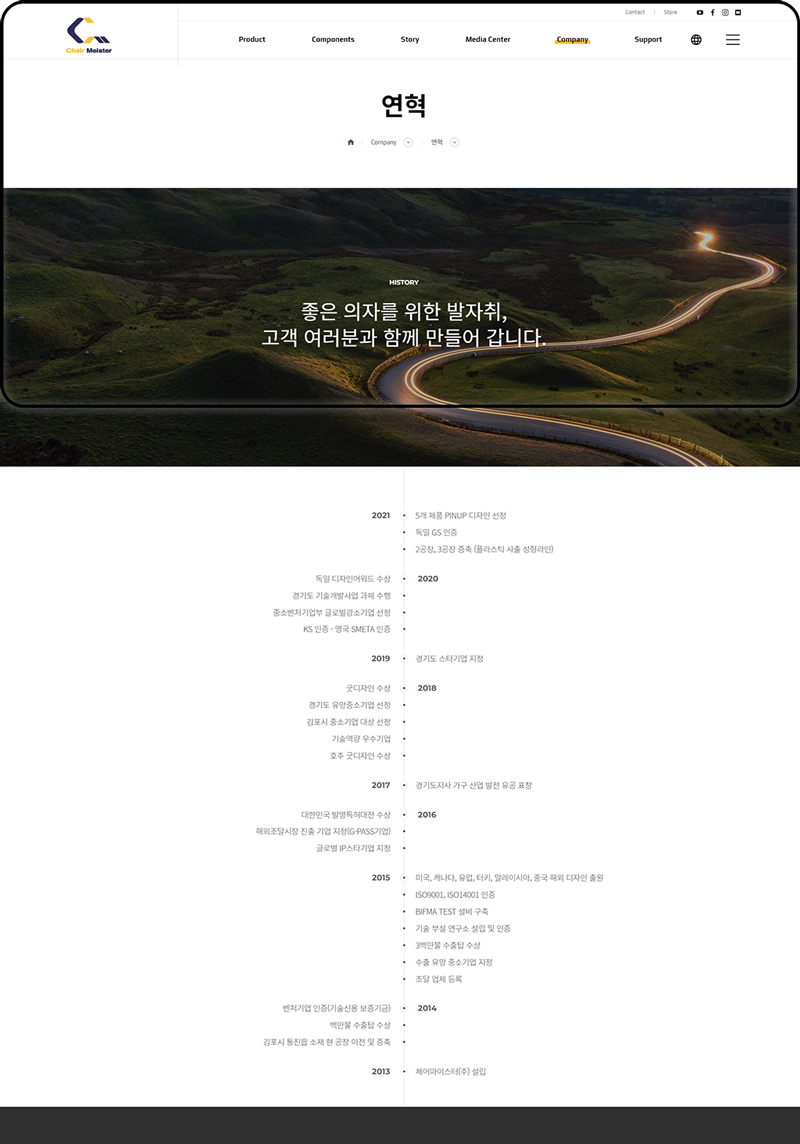 Contact
Store
Chair Meister
Product
Components
Story
Media Center
Company
Support
연혁
Company
연혁
HISTORY
좋은 의자를 위한 발자취,
고객 여러분과 함께 만들어 갑니다.
2021
5개 제품 PINUP 디자인 선정
독일 GS 인증
2공장, 3공장 증축 (플라스틱 사출 성형라인)
2020
독일 디자인어워드 수상
경기도 기술개발사업 과제 수행
중소벤처기업부 글로벌강소기업 선정
KS 인증 - 영국 SMETA 인증
2019
경기도 스타기업 지정
2018
굿디자인 수상
경기도 유망중소기업 선정
김포시 중소기업 대상 선정
기술역량 우수기업
호주 굿디자인 수상
2017
경기도지사 가구 산업 발전 유공 표창
2016
대한민국 발명특허대전 수상
해외조달시장 진출 기업 지정(G-PASS기업)
글로벌 IP스타기업 지정
2015
미국, 캐나다, 유럽, 터키, 말레이시아, 중국 해외 디자인 출원
ISO9001, ISO14001 인증
BIFMA TEST 설비 구축
기술 부설 연구소 설립 및 인증
3백만불 수출탑 수상
수출 유망 중소기업 지정
조달 업체 등록
2014
벤처기업 인증(기술신용 보증기금)
백만불 수출탑 수상
김포시 통진읍 소재 현 공장 이전 및 증축
2013
체어마이스터(주) 설립